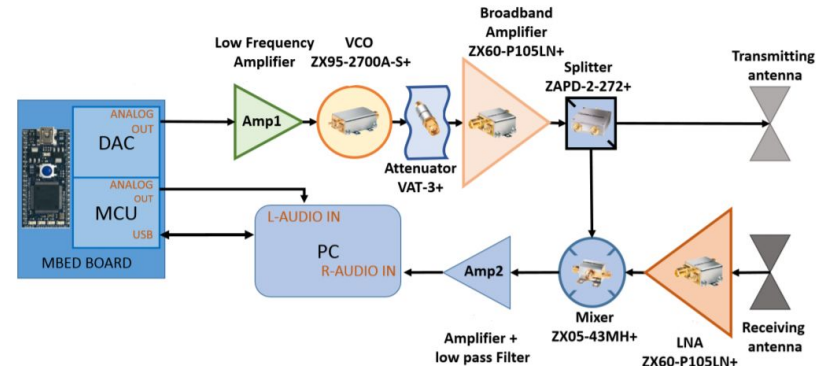 Broadband
Amplifier
ZX60-P105LN+
Low Frequency
Amplifier
VCO
ZX95-2700A-S+
Splitter
ZAPD-2-272+
Transmitting
antenna
ANALOG
OUT
DAC
Amp1
Attenuator
VAT-3+
ANALOG
OUT
MCU
USB
MBED BOARD
L-AUDIO IN
PC
R-AUDIO IN
Amp2
Amplifier +
low pass Filter
Mixer
ZX05-43MH+
LNA
ZX60-P105LN+
Receiving
antenna